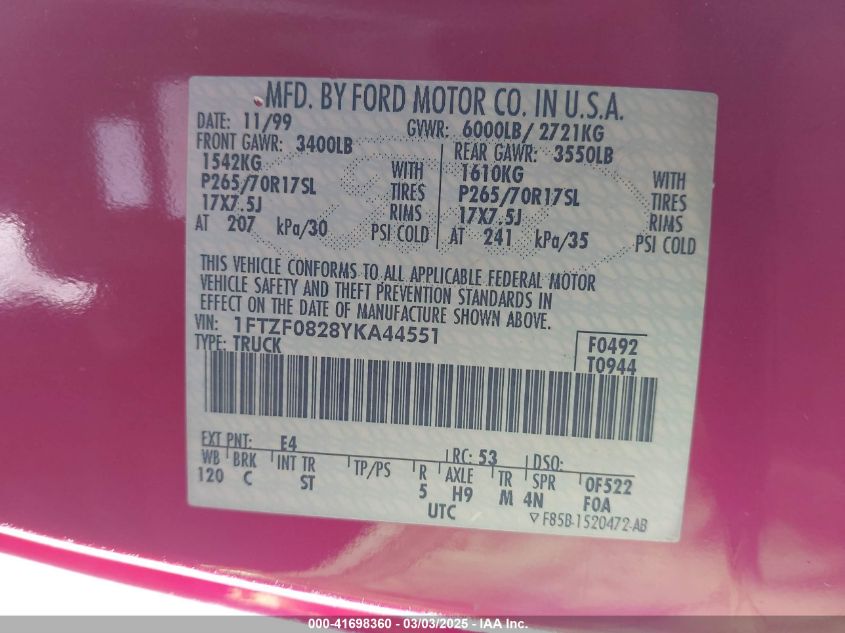 MFD. BY FORD MOTOR CO. IN U.S.A.
DATE: 11/99 GVWR: 6000LB/ 2721KG
FRONT GAWR: 3400LB REAR GAWR: 3550LB
1542KG WITH 1610KG WITH
P265/70R17SL TIRES P265/70R17SL TIRES
17X7.5J RIMS 17X7.5J RIMS
AT 207 kPa/30 PSI COLD AT 241 kPa/35 PSI COLD
THIS VEHICLE CONFORMS TO ALL APPLICABLE FEDERAL MOTOR
VEHICLE SAFETY AND THEFT PREVENTION STANDARDS IN
EFFECT ON THE DATE OF MANUFACTURE SHOWN ABOVE.
VIN: 1FTZF0828YKA44551
TYPE: TRUCK F0492
T0944
EXT PNT: E4 RC: 53 DSO:
WB BRK INT TR TP/PS R AXLE TR SPR 0F522
120 C ST 5 H9 M 4N F0A
UTC ▽F85B-1520472-AB
000-41698360 - 03/03/2025 - IAA Inc.